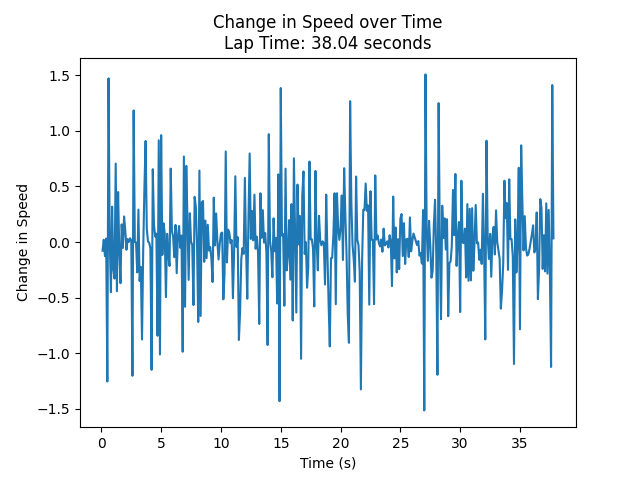 Change in Speed over Time
Lap Time: 38.04 seconds
Change in Speed
1.5
1.0
0.5
0.0
−0.5
−1.0
−1.5
0 5 10 15 20 25 30 35
Time (s)